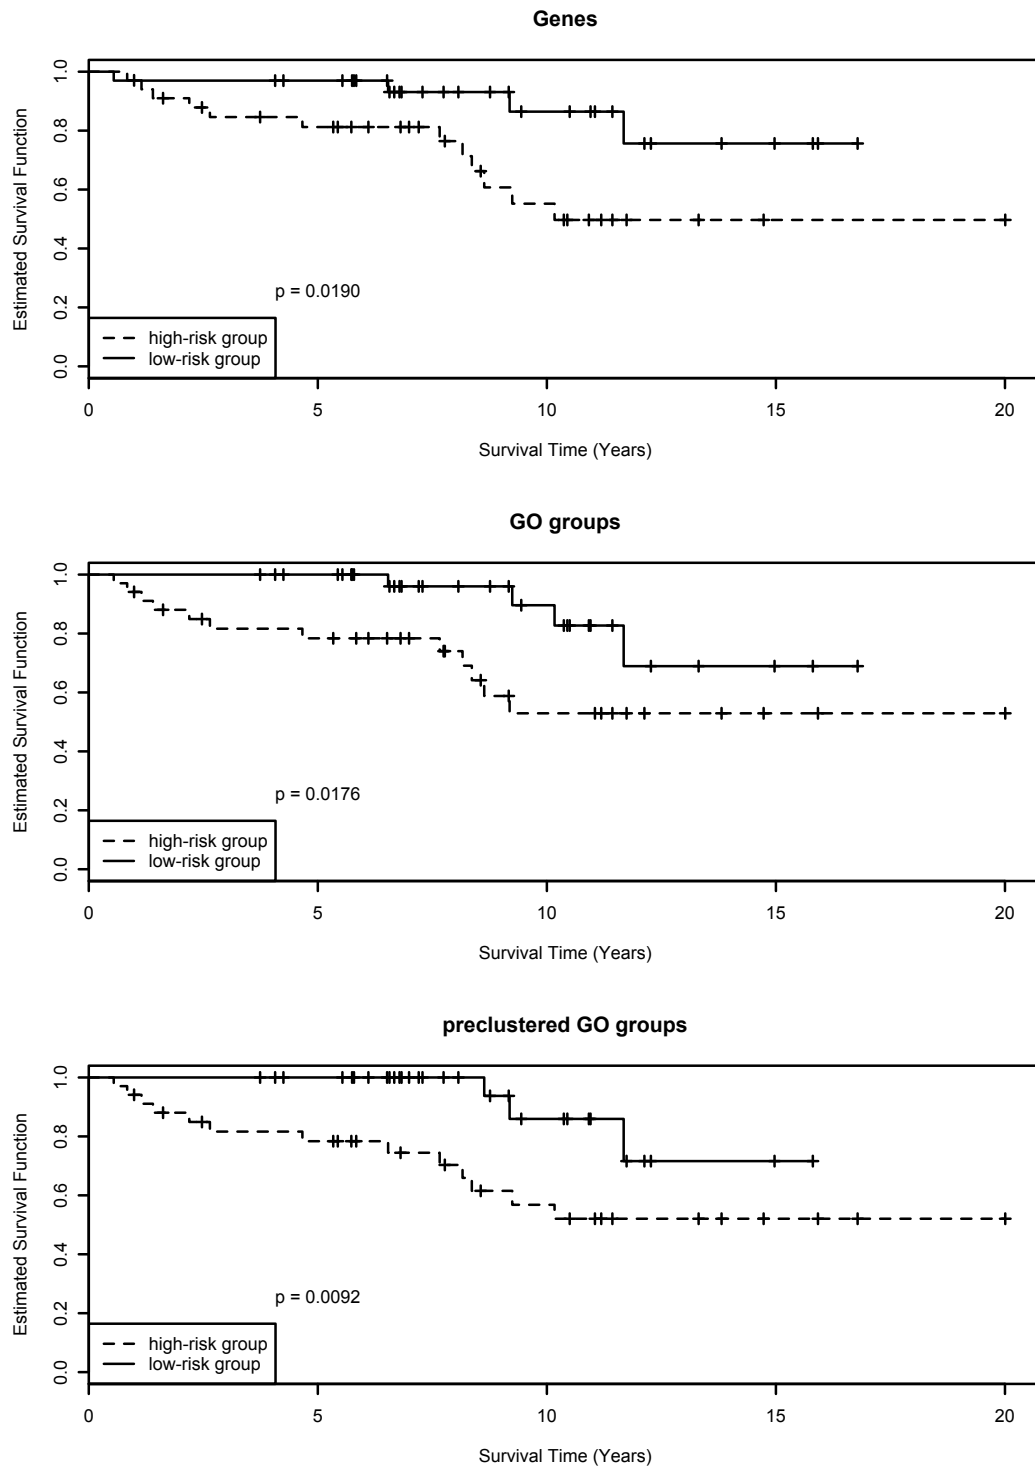 Genes
Estimated Survival Function
1.0
0.8
0.6
0.4
0.2
0.0
p = 0.0190
high-risk group
low-risk group
0 5 10 15 20
Survival Time (Years)
GO groups
Estimated Survival Function
1.0
0.8
0.6
0.4
0.2
0.0
p = 0.0176
high-risk group
low-risk group
0 5 10 15 20
Survival Time (Years)
preclustered GO groups
Estimated Survival Function
1.0
0.8
0.6
0.4
0.2
0.0
p = 0.0092
high-risk group
low-risk group
0 5 10 15 20
Survival Time (Years)